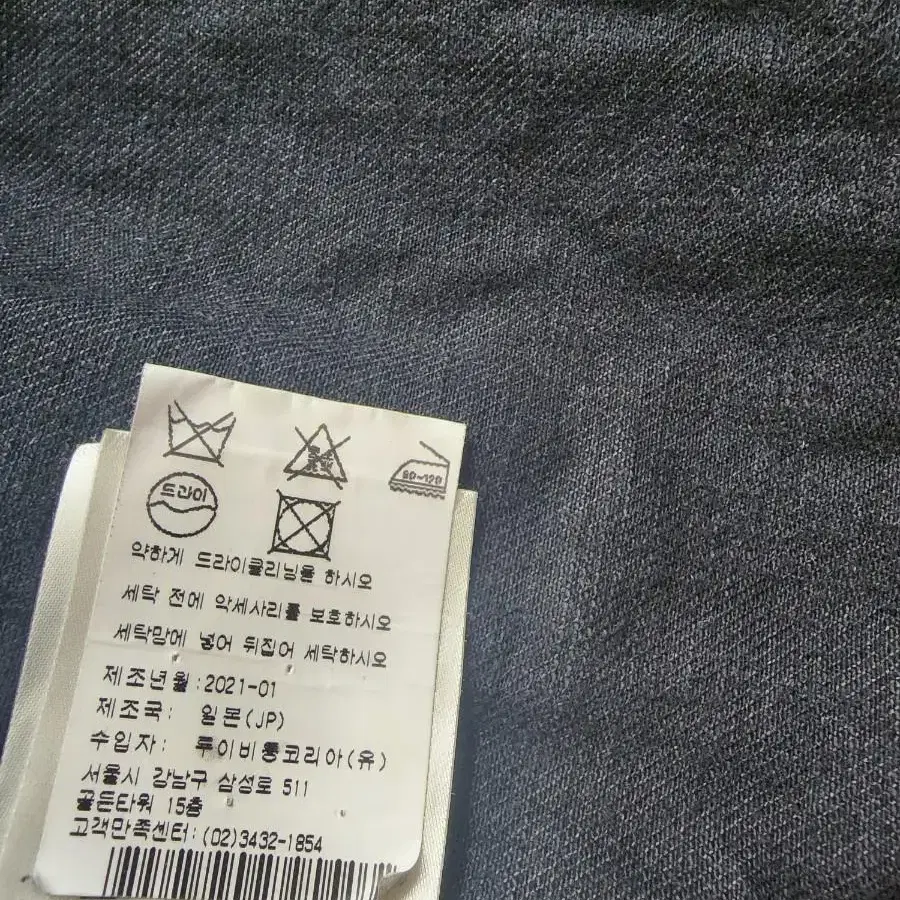 80~120
드라이
약하게 드라이클리닝을 하시오
세탁 전에 악세사리를 보호하시오
세탁망에 넣어 뒤집어 세탁하시오
제조년월:2021-01
제조국: 일본(JP)
수입자: 루이비통코리아(유)
서울시 강남구 삼성로 511
골든타워 15층
고객만족센터:(02)3432-1854